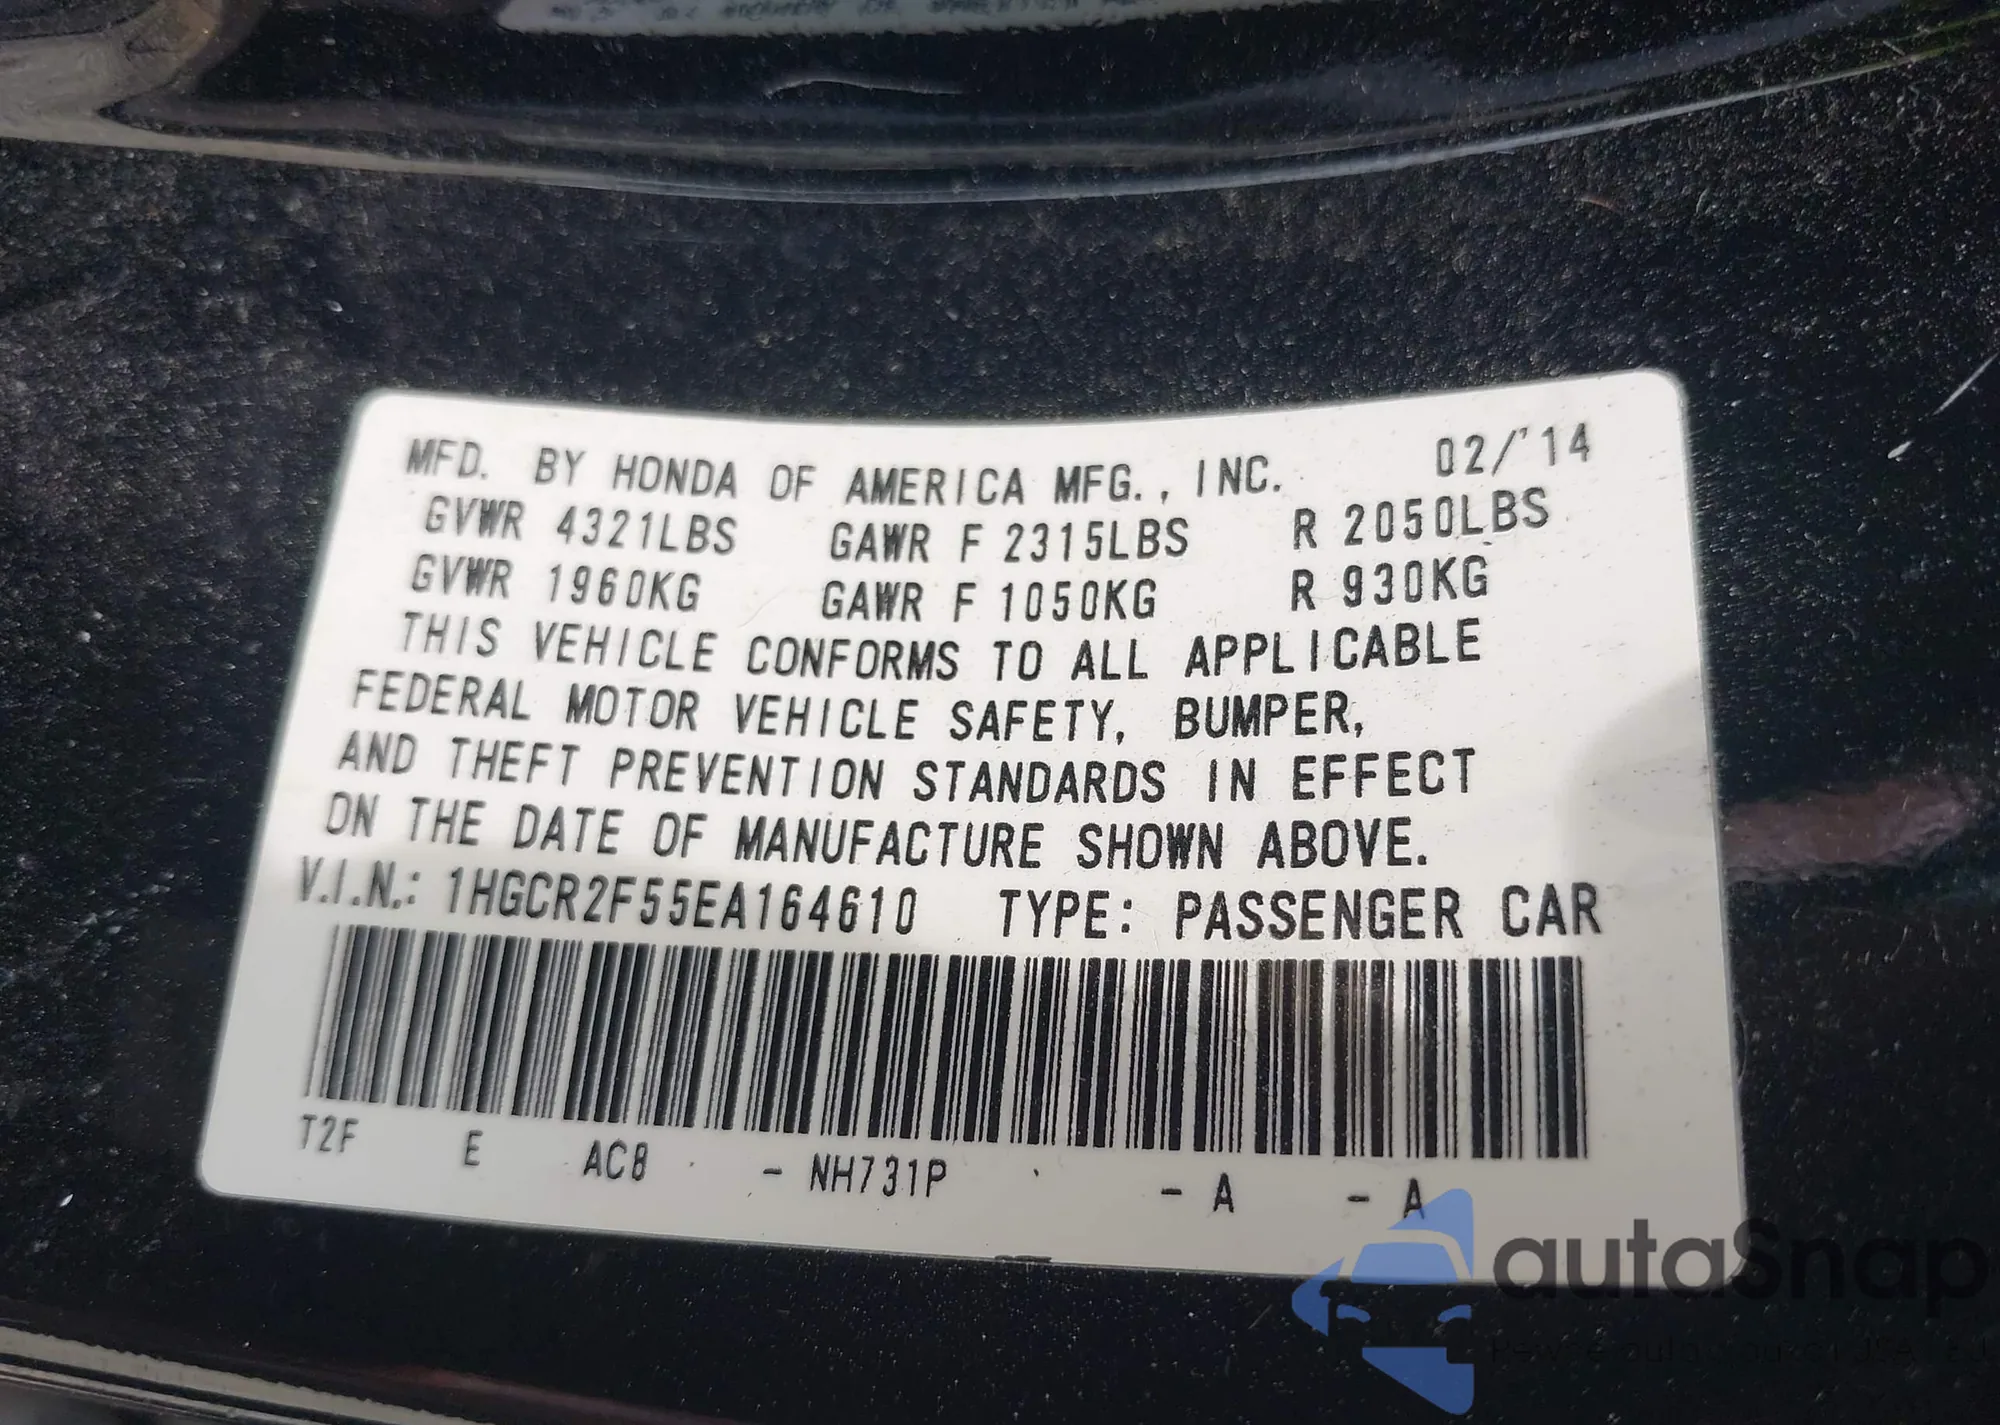 MFD. BY HONDA OF AMERICA MFG., INC. 02/'14
GVWR 4321LBS GAWR F 2315LBS R 2050LBS
GVWR 1960KG GAWR F 1050KG R 930KG
THIS VEHICLE CONFORMS TO ALL APPLICABLE
FEDERAL MOTOR VEHICLE SAFETY, BUMPER,
AND THEFT PREVENTION STANDARDS IN EFFECT
ON THE DATE OF MANUFACTURE SHOWN ABOVE.
V.I.N.: 1HGCR2F55EA164610 TYPE: PASSENGER CAR
T2F E AC8 - NH731P - A - A
autaSnap